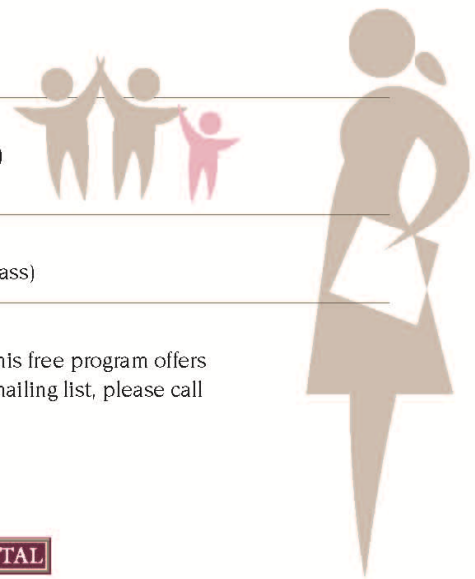 )
ass)
his free program offers
nailing list, please call
TAL